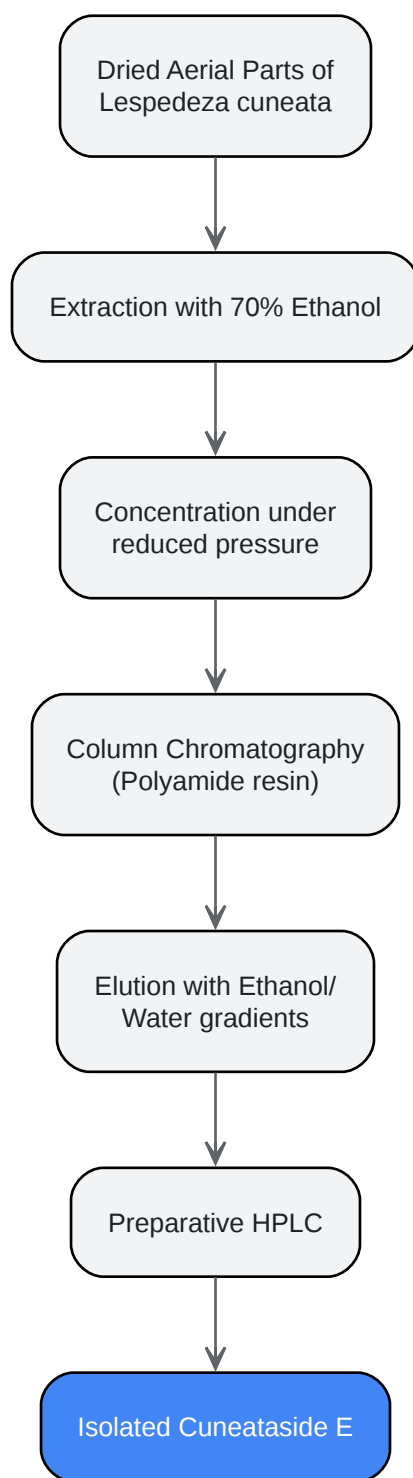 Dried Aerial Parts of
Lespedeza cuneata
Extraction with 70% Ethanol
Concentration under
reduced pressure
Column Chromatography
(Polyamide resin)
Elution with Ethanol/
Water gradients
Preparative HPLC
Isolated Cuneataside E